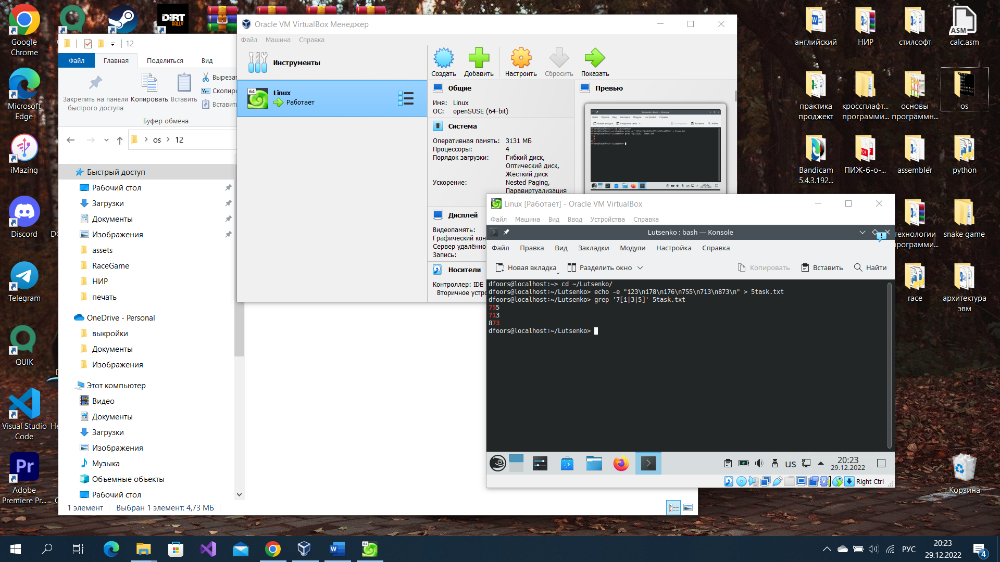 Google
Chrome
Microsoft
Edge
iMazing
Discord
Telegram
QUIK
Visual Studio
Code
Adobe
Premiere Pr...
DiRT
RALLY
12
Файл
Главная
Поделиться
Вид
Закрепить на панели
быстрого доступа
Копировать
Вставить
Буфер обмена
os
12
Быстрый доступ
Рабочий стол
Загрузки
Документы
Изображения
assets
RaceGame
НИР
печать
OneDrive - Personal
выкройки
Документы
Изображения
Этот компьютер
Видео
Документы
Загрузки
Изображения
Музыка
Объемные объекты
Рабочий стол
1 элемент
Выбран 1 элемент: 4,73 МБ
Oracle VM VirtualBox Менеджер
Файл
Машина
Справка
Инструменты
Linux
Работает
Создать
Добавить
Настроить
Сбросить
Показать
Общие
Имя: Linux
ОС: openSUSE (64-bit)
Система
Оперативная память: 3131 МБ
Процессоры: 4
Порядок загрузки: Гибкий диск,
Оптический диск,
Жёсткий диск
Ускорение: Nested Paging,
Паравиртуализация
Дисплей
Видеопамять:
Графический кон
Сервер удалённо
Запись:
Носители
Контроллер: IDE
Вторичное устро
Превью
Linux [Работает] - Oracle VM VirtualBox
Файл
Машина
Вид
Ввод
Устройства
Справка
Lutsenko : bash — Konsole
Файл
Правка
Вид
Закладки
Модули
Настройка
Справка
Новая вкладка
Разделить окно
Копировать
Вставить
Найти
dfoors@localhost:~> cd ~/Lutsenko/
dfoors@localhost:~/Lutsenko> echo -e "123\n178\n176\n755\n713\n873\n" > 5task.txt
dfoors@localhost:~/Lutsenko> grep '7[1|3|5]' 5task.txt
755
713
873
dfoors@localhost:~/Lutsenko>
us
20:23
29.12.2022
Right Ctrl
английский
НИР
стилсофт
calc.asm
практика
проджект
кроссплафт...
программи...
основы
программн...
os
Bandicam
5.4.3.192...
ПИЖ-б-о-...
assembler
python
технологии
программи...
snake game
race
архитектура
эвм
Корзина
РУС
20:23
29.12.2022
4